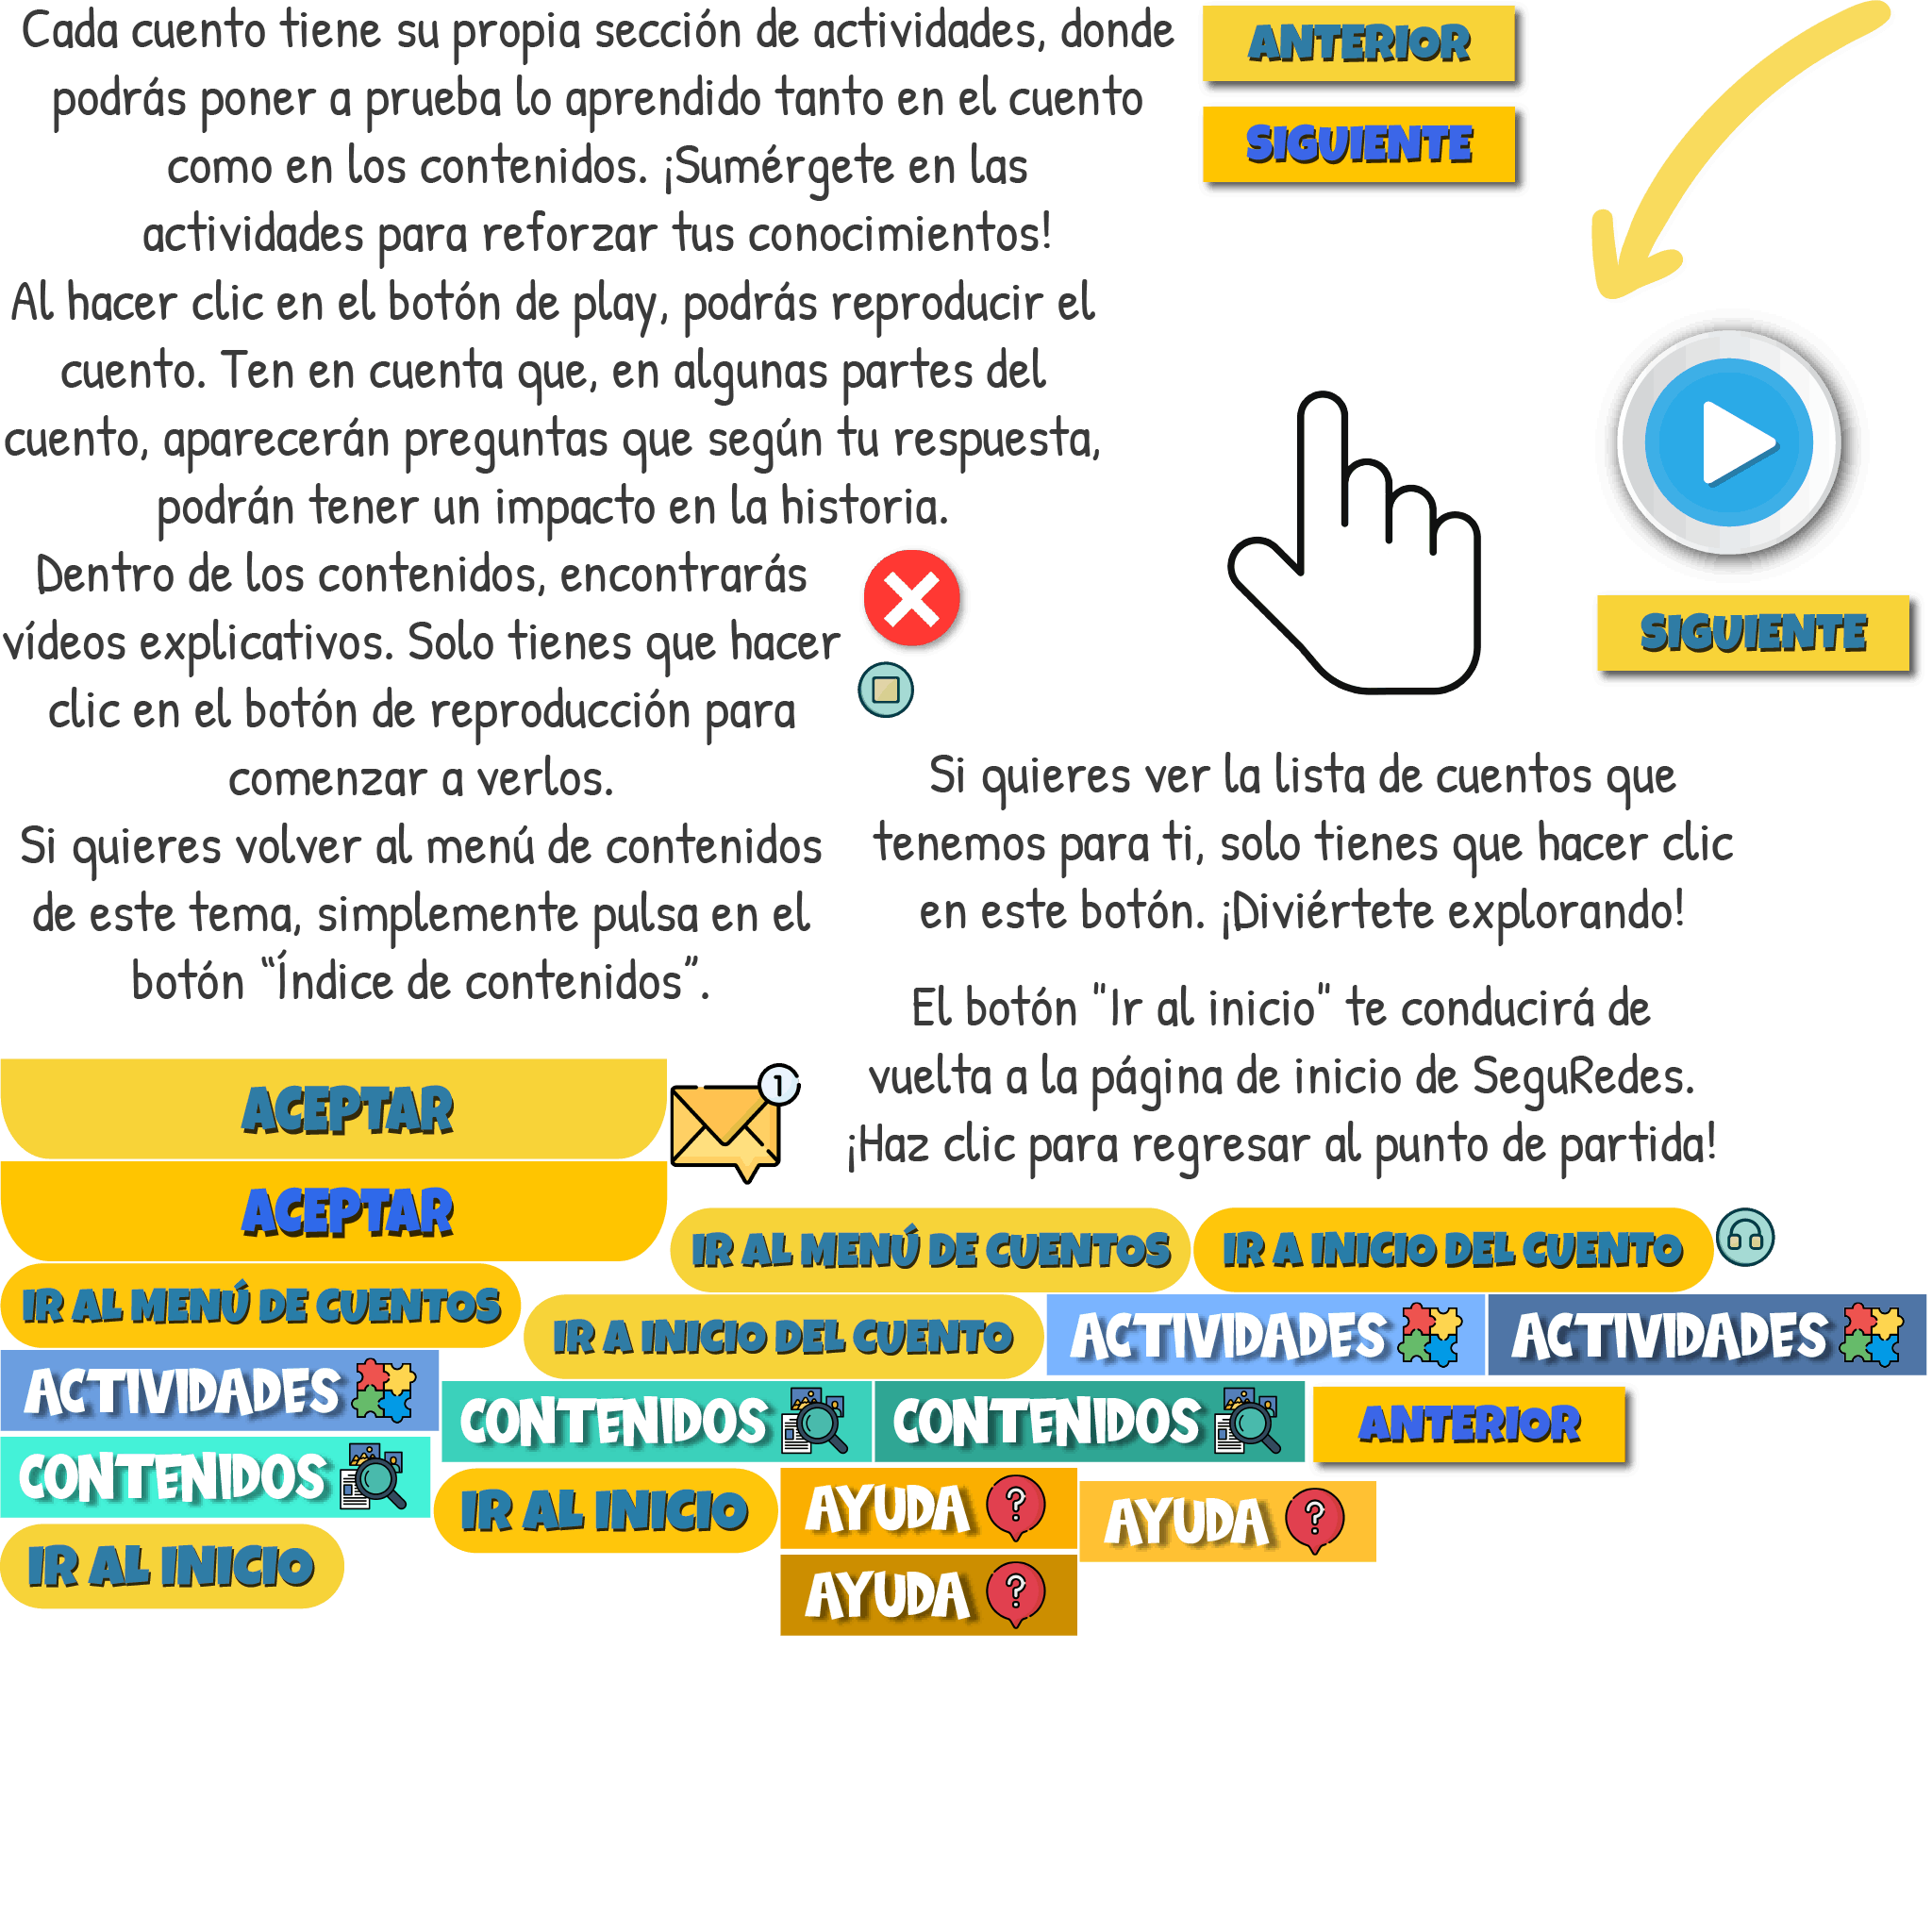 Cada cuento tiene su propia sección de actividades, donde
podrás poner a prueba lo aprendido tanto en el cuento
como en los contenidos. ¡Sumérgete en las
actividades para reforzar tus conocimientos!
ANTERIOR
SIGUIENTE
Al hacer clic en el botón de play, podrás reproducir el
cuento. Ten en cuenta que, en algunas partes del
cuento, aparecerán preguntas que según tu respuesta,
podrán tener un impacto en la historia.
Dentro de los contenidos, encontrarás
vídeos explicativos. Solo tienes que hacer
clic en el botón de reproducción para
comenzar a verlos.
SIGUIENTE
Si quieres volver al menú de contenidos
de este tema, simplemente pulsa en el
botón “Índice de contenidos”.
Si quieres ver la lista de cuentos que
tenemos para ti, solo tienes que hacer clic
en este botón. ¡Diviértete explorando!
El botón "Ir al inicio" te conducirá de
vuelta a la página de inicio de SeguRedes.
¡Haz clic para regresar al punto de partida!
ACEPTAR
1
ACEPTAR
IR AL MENÚ DE CUENTOS
IR A INICIO DEL CUENTO
IR AL MENÚ DE CUENTOS
IR A INICIO DEL CUENTO
ACTIVIDADES
ACTIVIDADES
ACTIVIDADES
CONTENIDOS
CONTENIDOS
ANTERIOR
CONTENIDOS
IR AL INICIO
AYUDA ?
AYUDA ?
IR AL INICIO
AYUDA ?